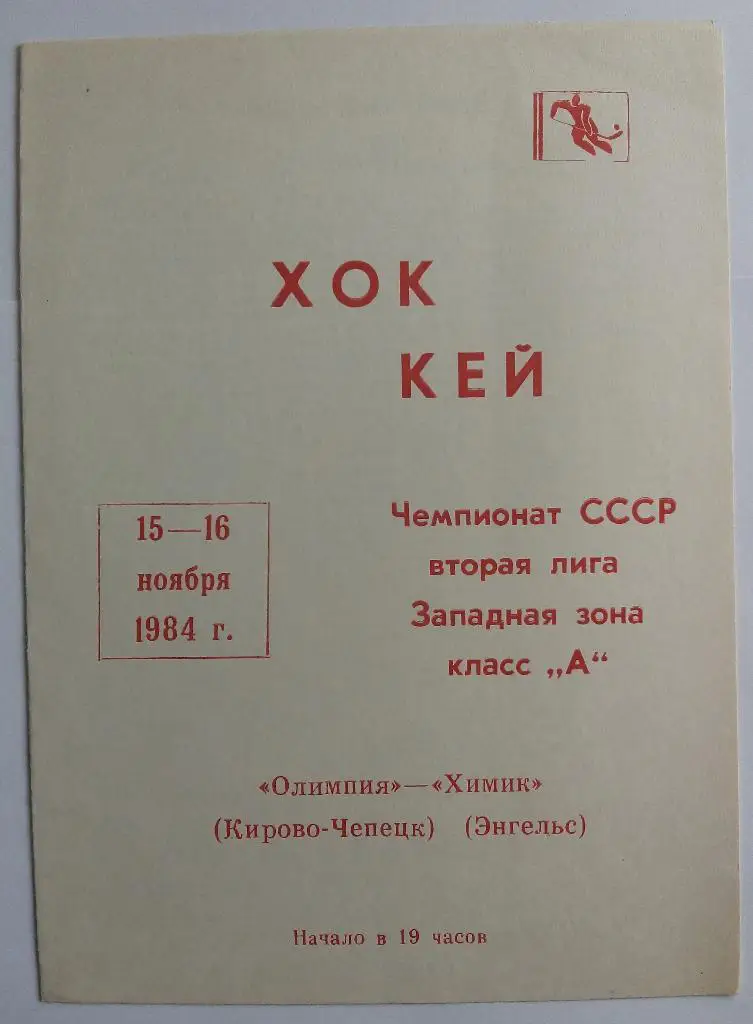 ХОК
КЕЙ
15—16
ноября
1984 г.
Чемпионат СССР
вторая лига
Западная зона
класс „А“
«Олимпия»—«Химик»
(Кирово-Чепецк) (Энгельс)
Начало в 19 часов